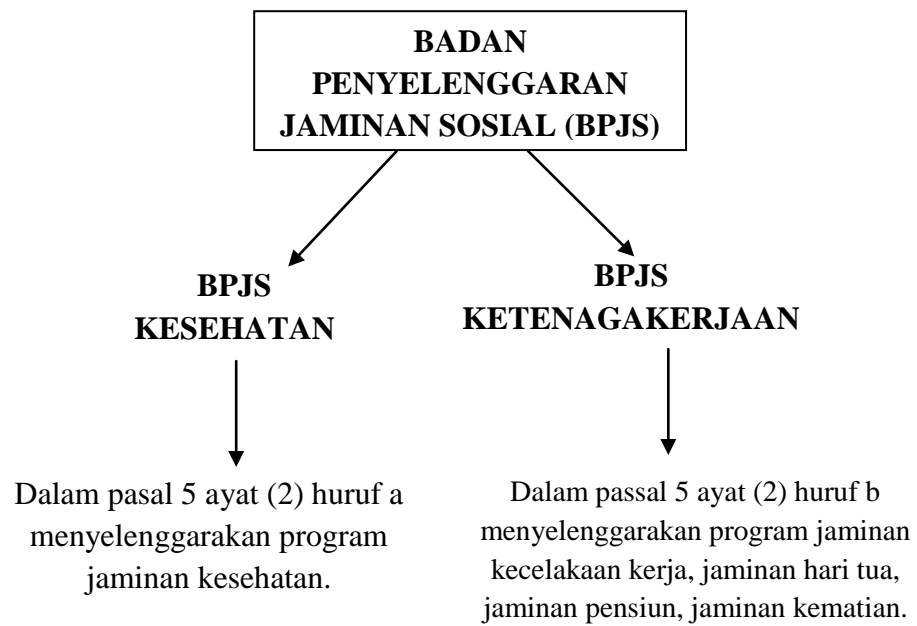 BADAN
PENYELENGGARAN
JAMINAN SOSIAL (BPJS)
BPJS
KESEHATAN
BPJS
KETENAGAKERJAAN
Dalam pasal 5 ayat (2) huruf a
menyelenggarakan program
jaminan kesehatan.
Dalam passal 5 ayat (2) huruf b
menyelenggarakan program jaminan
kecelakaan kerja, jaminan hari tua,
jaminan pensiun, jaminan kematian.